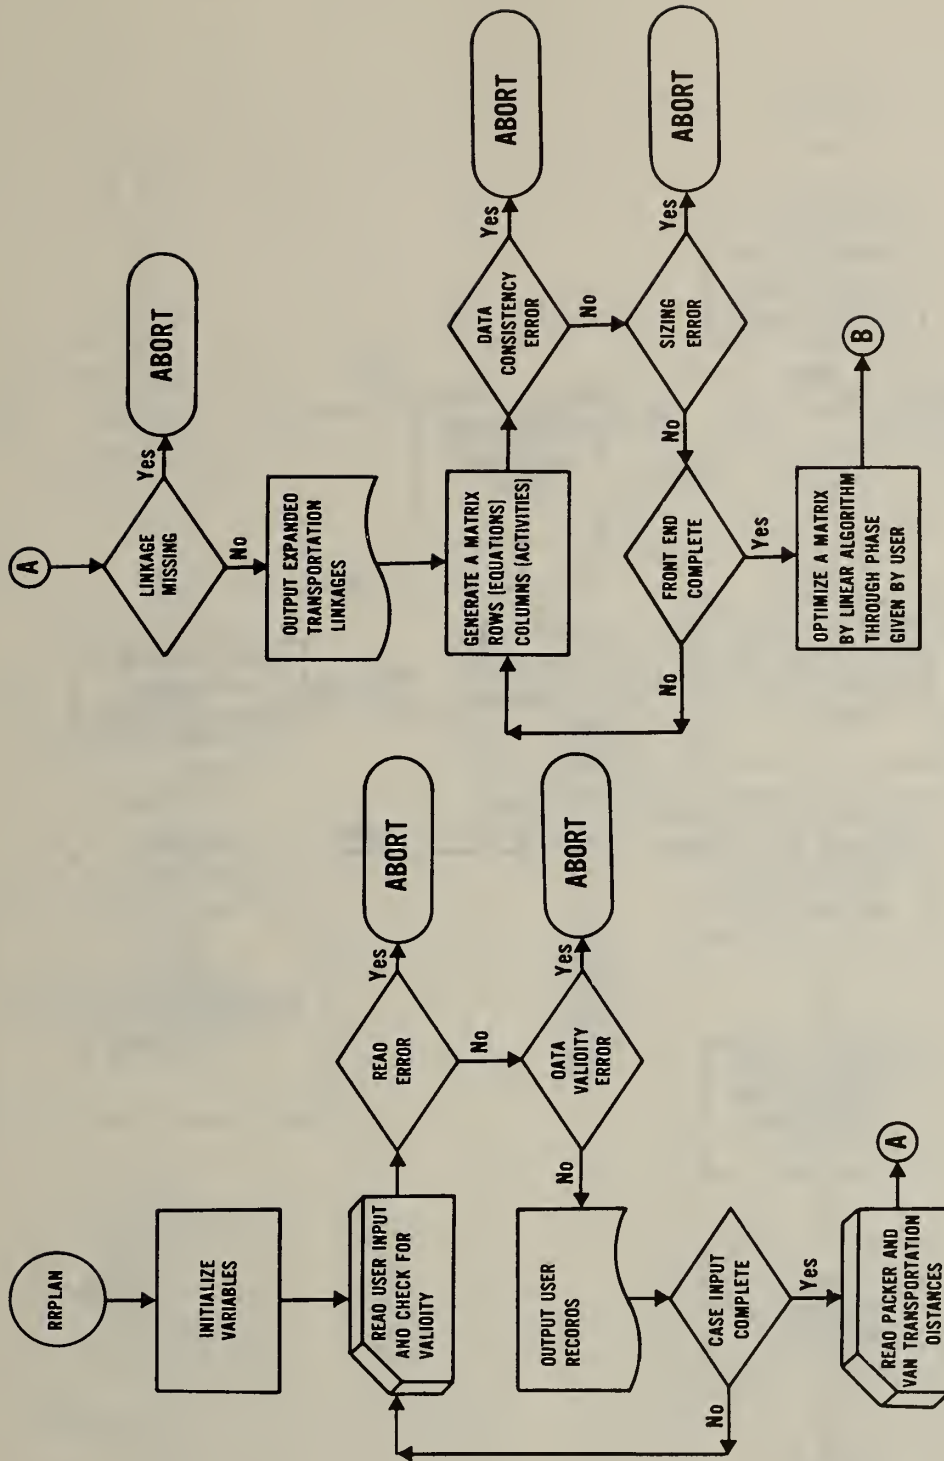 RRPLAN
INITIALIZE
VARIABLES
REAO USER INPUT
ANO CHECK FOR
VALIDITY
REAO
ERROR
Yes
ABORT
No
OATA
VALIDITY
ERROR
Yes
ABORT
No
OUTPUT USER
RECORDS
CASE INPUT
COMPLETE
No
Yes
REAO PACKER AND
VAN TRANSPORTATION
OISTANCES
A
A
LINKAGE
MISSING
Yes
ABORT
No
OUTPUT EXPANDED
TRANSPORTATION
LINKAGES
GENERATE A MATRIX
ROWS [EQUATIONS]
COLUMNS [ACTIVITIES]
DATA
CONSISTENCY
ERROR
Yes
ABORT
No
SIZING
ERROR
Yes
ABORT
No
FRONT END
COMPLETE
No
Yes
OPTIMIZE A MATRIX
BY LINEAR ALGORITHM
THROUGH PHASE
GIVEN BY USER
B